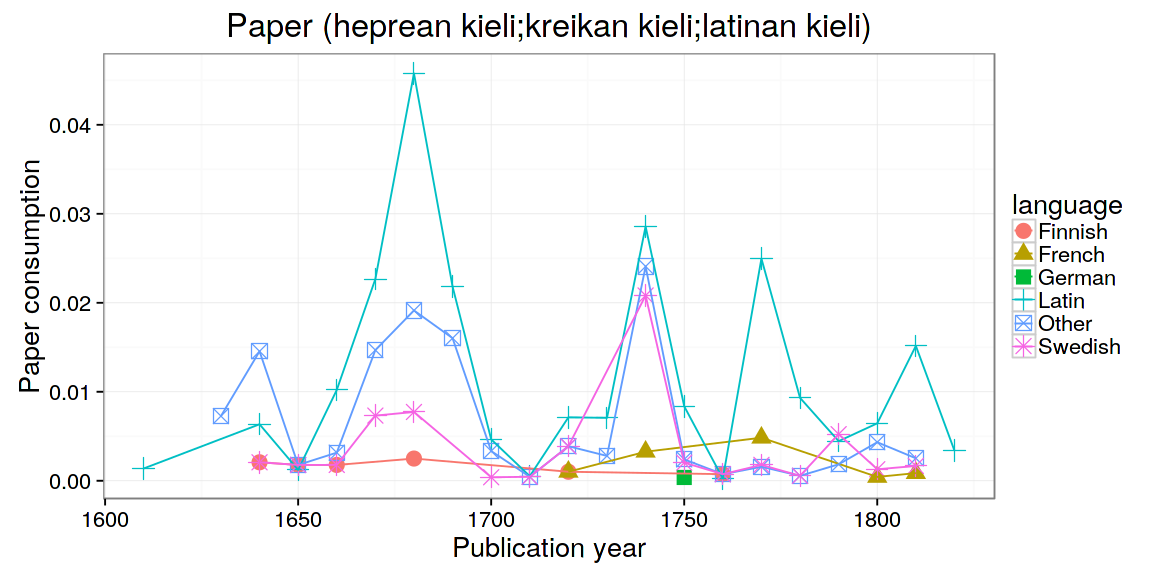 Paper (heprean kieli;kreikan kieli;latinan kieli)
Paper consumption
0.04
0.03
0.02
0.01
0.00
1600 1650 1700 1750 1800
Publication year
language
Finnish
French
German
Latin
Other
Swedish